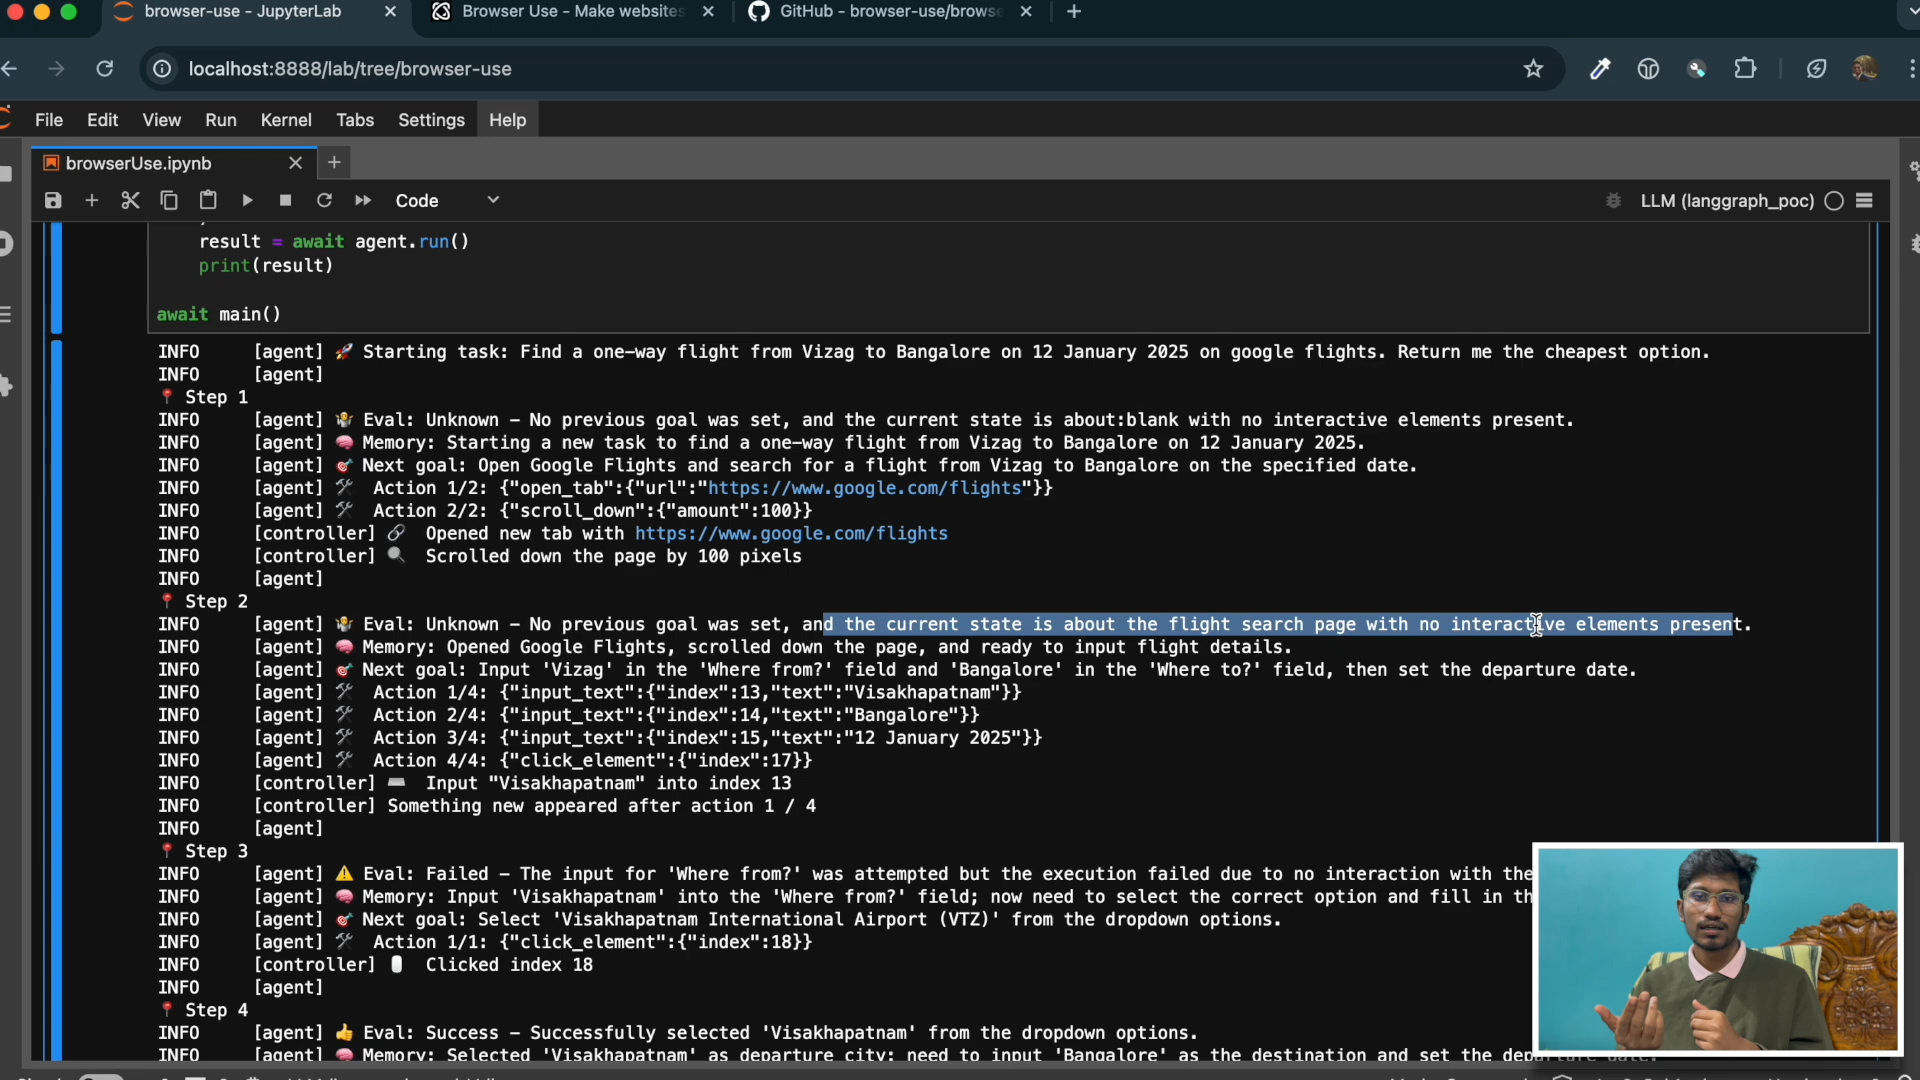 browser-use - JupyterLab
Browser Use - Make websites
GitHub - browser-use/browse
localhost:8888/lab/tree/browser-use
File Edit View Run Kernel Tabs Settings Help
browserUse.ipynb
Code
LLM (langgraph_poc)
result = await agent.run()
print(result)
await main()
INFO [agent] 🚀 Starting task: Find a one-way flight from Vizag to Bangalore on 12 January 2025 on google flights. Return me the cheapest option.
INFO [agent]
📍 Step 1
INFO [agent] 🤷 Eval: Unknown – No previous goal was set, and the current state is about:blank with no interactive elements present.
INFO [agent] 🧠 Memory: Starting a new task to find a one-way flight from Vizag to Bangalore on 12 January 2025.
INFO [agent] 🎯 Next goal: Open Google Flights and search for a flight from Vizag to Bangalore on the specified date.
INFO [agent] 🛠 Action 1/2: {"open_tab":{"url":"https://www.google.com/flights"}}
INFO [agent] 🛠 Action 2/2: {"scroll_down":{"amount":100}}
INFO [controller] 🔗 Opened new tab with https://www.google.com/flights
INFO [controller] 🔍 Scrolled down the page by 100 pixels
INFO [agent]
📍 Step 2
INFO [agent] 🤷 Eval: Unknown – No previous goal was set, and the current state is about the flight search page with no interactive elements present.
INFO [agent] 🧠 Memory: Opened Google Flights, scrolled down the page, and ready to input flight details.
INFO [agent] 🎯 Next goal: Input 'Vizag' in the 'Where from?' field and 'Bangalore' in the 'Where to?' field, then set the departure date.
INFO [agent] 🛠 Action 1/4: {"input_text":{"index":13,"text":"Visakhapatnam"}}
INFO [agent] 🛠 Action 2/4: {"input_text":{"index":14,"text":"Bangalore"}}
INFO [agent] 🛠 Action 3/4: {"input_text":{"index":15,"text":"12 January 2025"}}
INFO [agent] 🛠 Action 4/4: {"click_element":{"index":17}}
INFO [controller] ⌨ Input "Visakhapatnam" into index 13
INFO [controller] Something new appeared after action 1 / 4
INFO [agent]
📍 Step 3
INFO [agent] ⚠ Eval: Failed – The input for 'Where from?' was attempted but the execution failed due to no interaction with the
INFO [agent] 🧠 Memory: Input 'Visakhapatnam' into the 'Where from?' field; now need to select the correct option and fill in th
INFO [agent] 🎯 Next goal: Select 'Visakhapatnam International Airport (VTZ)' from the dropdown options.
INFO [agent] 🛠 Action 1/1: {"click_element":{"index":18}}
INFO [controller] 🖱 Clicked index 18
INFO [agent]
📍 Step 4
INFO [agent] 👍 Eval: Success – Successfully selected 'Visakhapatnam' from the dropdown options.
INFO [agent] 🧠 Memory: Selected 'Visakhapatnam' as departure city; need to input 'Bangalore' as the destination and set the departure date.